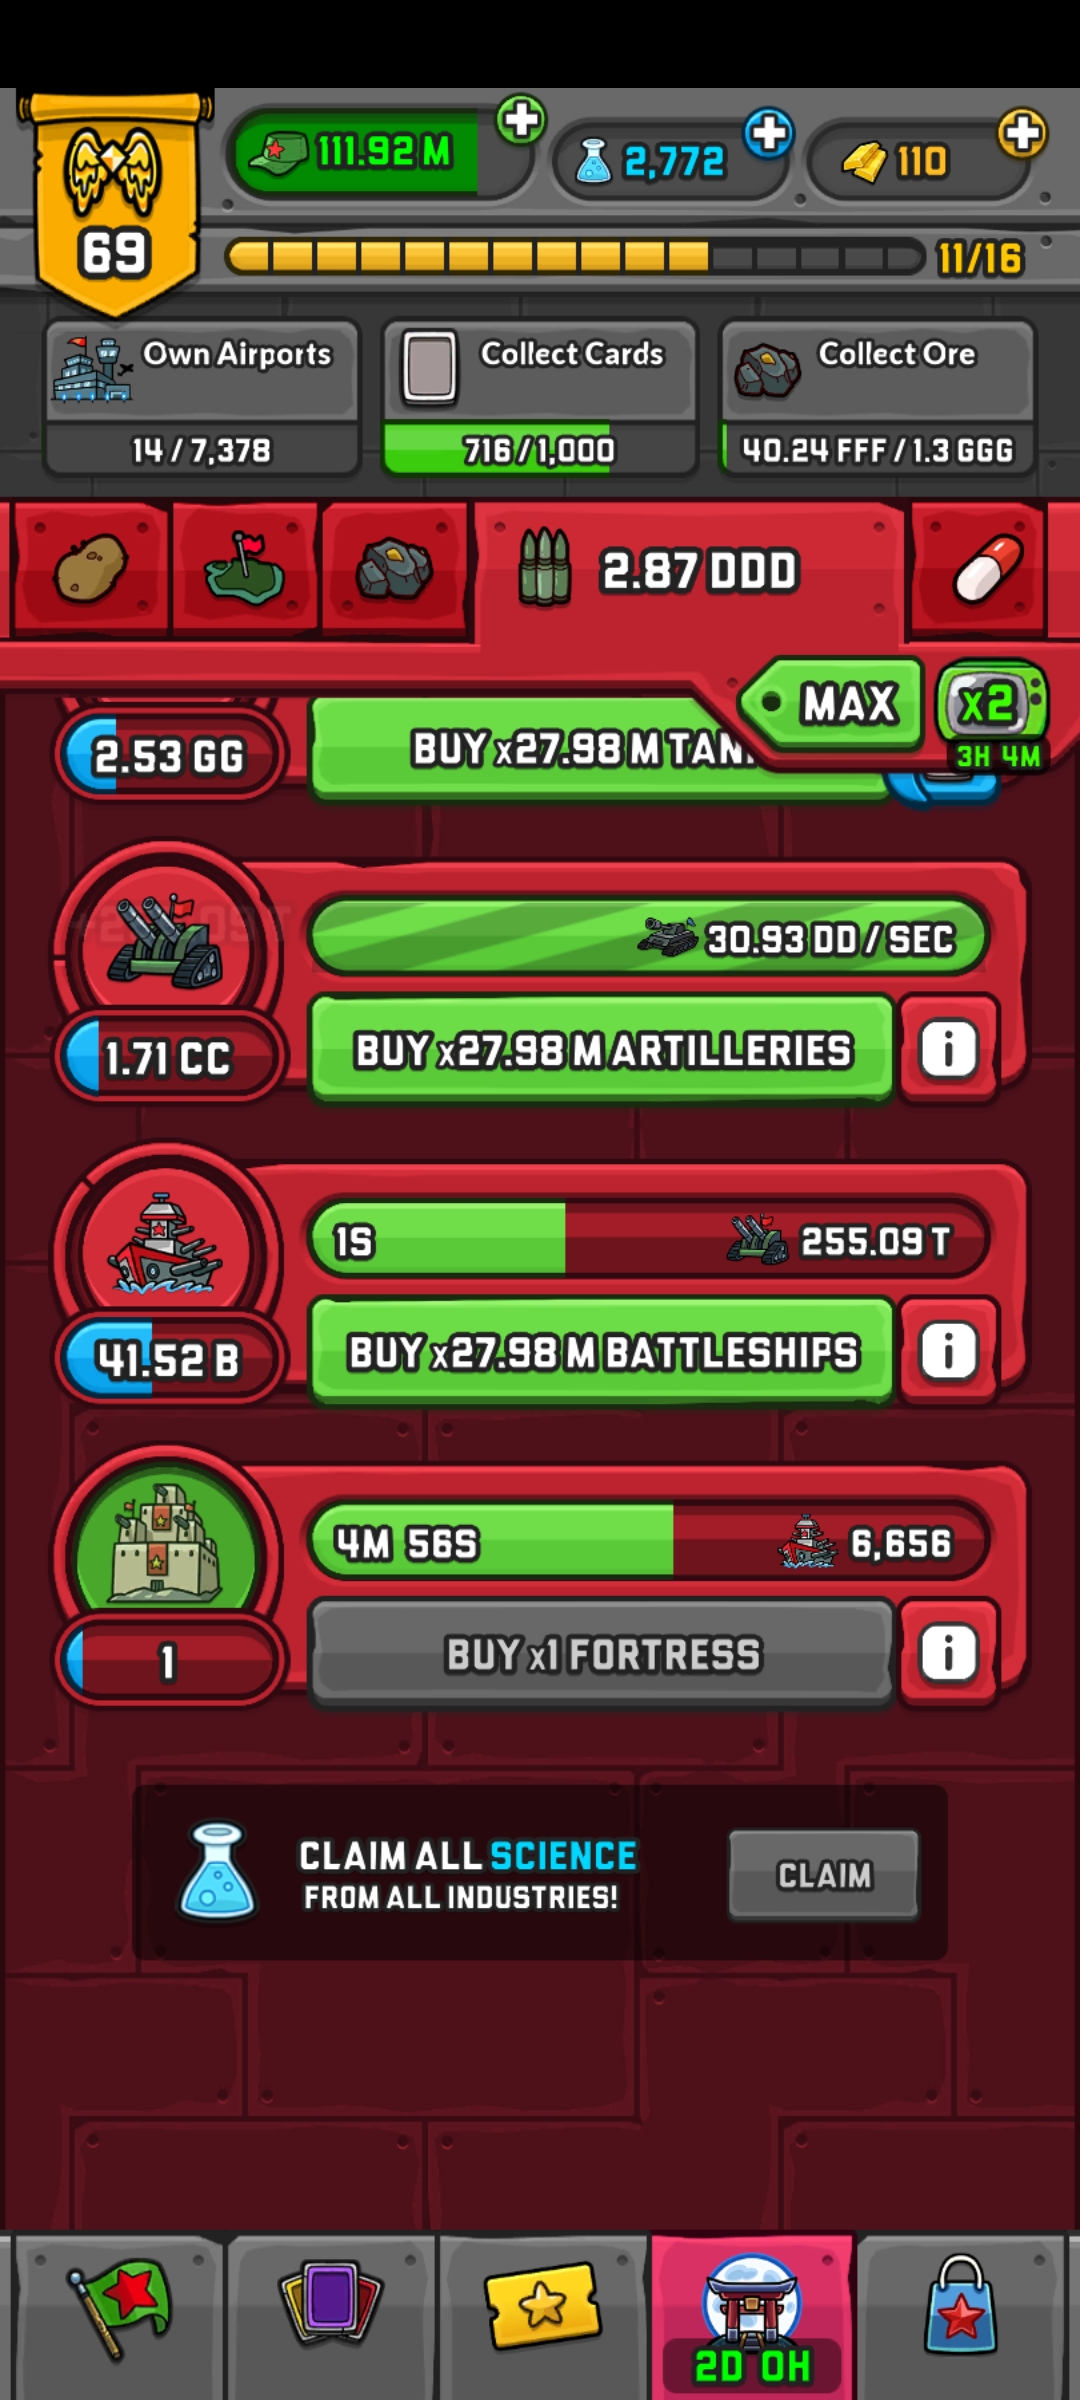 111.92 M
2,772
110
69
11/16
Own Airports
14 / 7,378
Collect Cards
716 / 1,000
Collect Ore
40.24 FFF / 1.3 GGG
2.87 DDD
MAX
x2
3H 4M
2.53 GG
BUY x27.98 M TAN
30.93 DD / SEC
1.71 CC
BUY x27.98 M ARTILLERIES
i
1S
255.09 T
41.52 B
BUY x27.98 M BATTLESHIPS
i
4M 56S
6,656
1
BUY x1 FORTRESS
i
CLAIM ALL SCIENCE
FROM ALL INDUSTRIES!
CLAIM
2D 0H